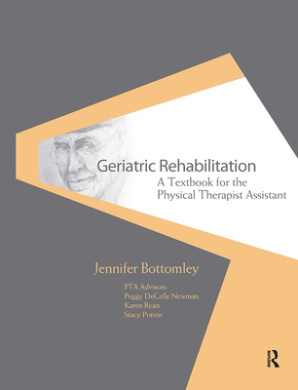 Geriatric Rehabilitation
A Textbook for the
Physical Therapist Assistant
Jennifer Bottomley
PTA Advisors
Peggy DeCelle Newman
Karen Ryan
Stacy Potvin
R